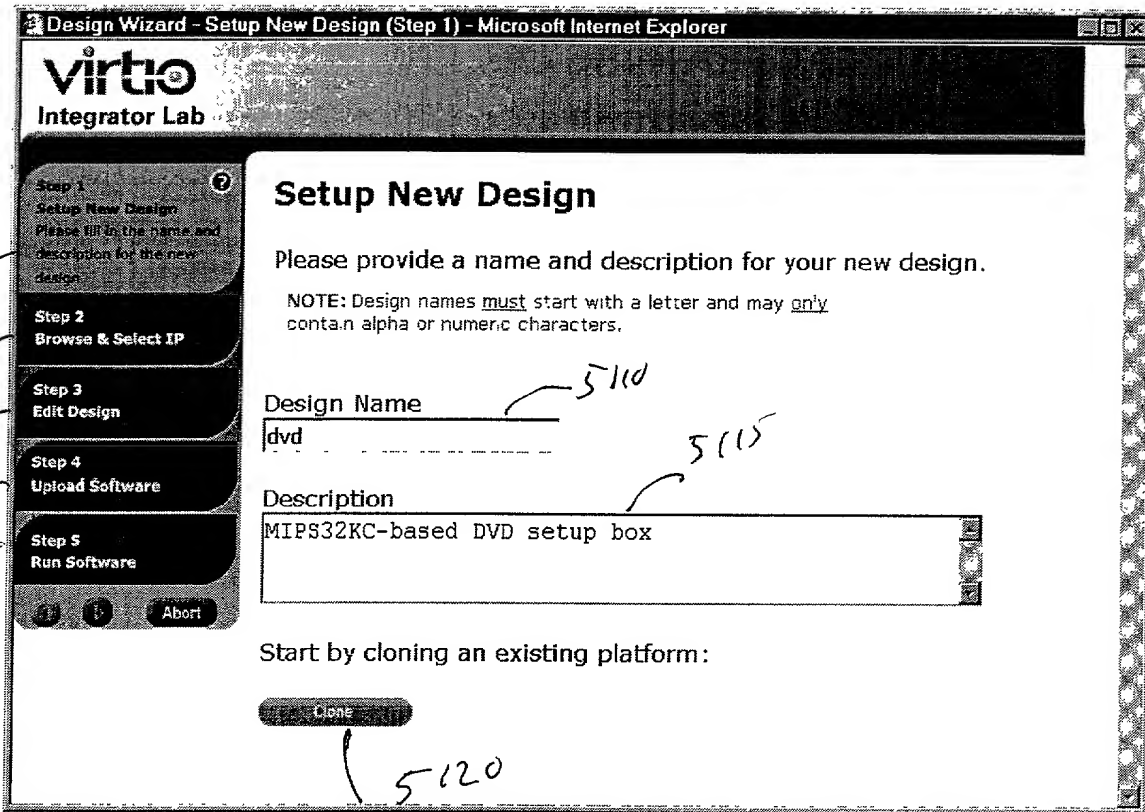 Design Wizard - Setup New Design (Step 1) - Microsoft Internet Explorer
virtio
Integrator Lab
Step 1
Setup New Design
Please fill in the name and
description for the new
design
?
Step 2
Browse & Select IP
Step 3
Edit Design
Step 4
Upload Software
Step 5
Run Software
Abort
Setup New Design
Please provide a name and description for your new design.
NOTE: Design names must start with a letter and may only
contain alpha or numeric characters.
5110
Design Name
dvd
5115
Description
MIPS32KC-based DVD setup box
Start by cloning an existing platform:
Clone
5120